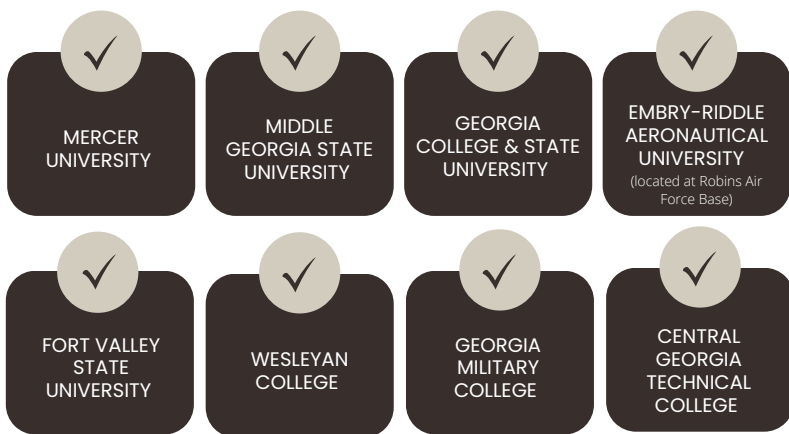 MERCER
UNIVERSITY
MIDDLE
GEORGIA STATE
UNIVERSITY
GEORGIA
COLLEGE & STATE
UNIVERSITY
EMBRY-RIDDLE
AERONAUTICAL
UNIVERSITY
(located at Robins Air
Force Base)
FORT VALLEY
STATE
UNIVERSITY
WESLEYAN
COLLEGE
GEORGIA
MILITARY
COLLEGE
CENTRAL
GEORGIA
TECHNICAL
COLLEGE